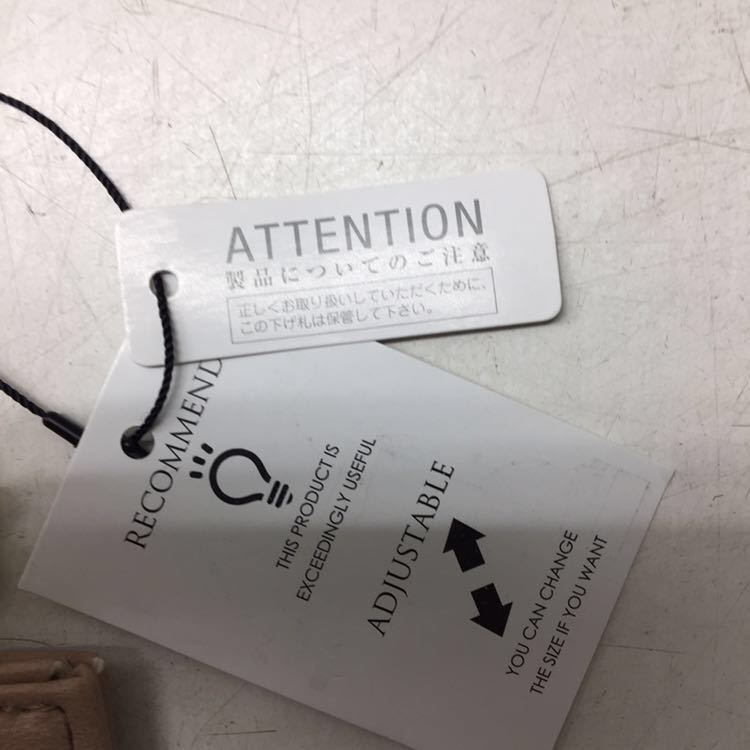 ATTENTION
製品についてのご注意
正しくお取り扱いしていただくために、
この下げ札は保管して下さい。
RECOMMEND
THIS PRODUCT IS
EXCEEDINGLY USEFUL
ADJUSTABLE
YOU CAN CHANGE
THE SIZE IF YOU WANT